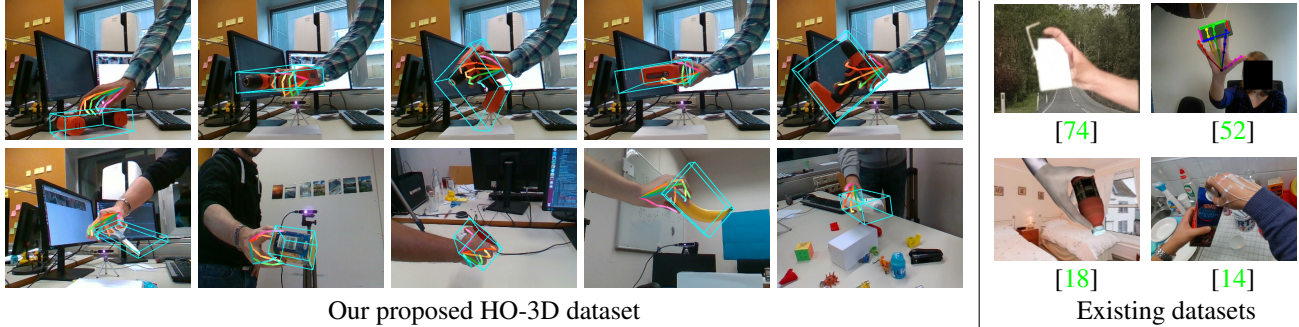 [74]
[52]
[18]
[14]
Our proposed HO-3D dataset
Existing datasets